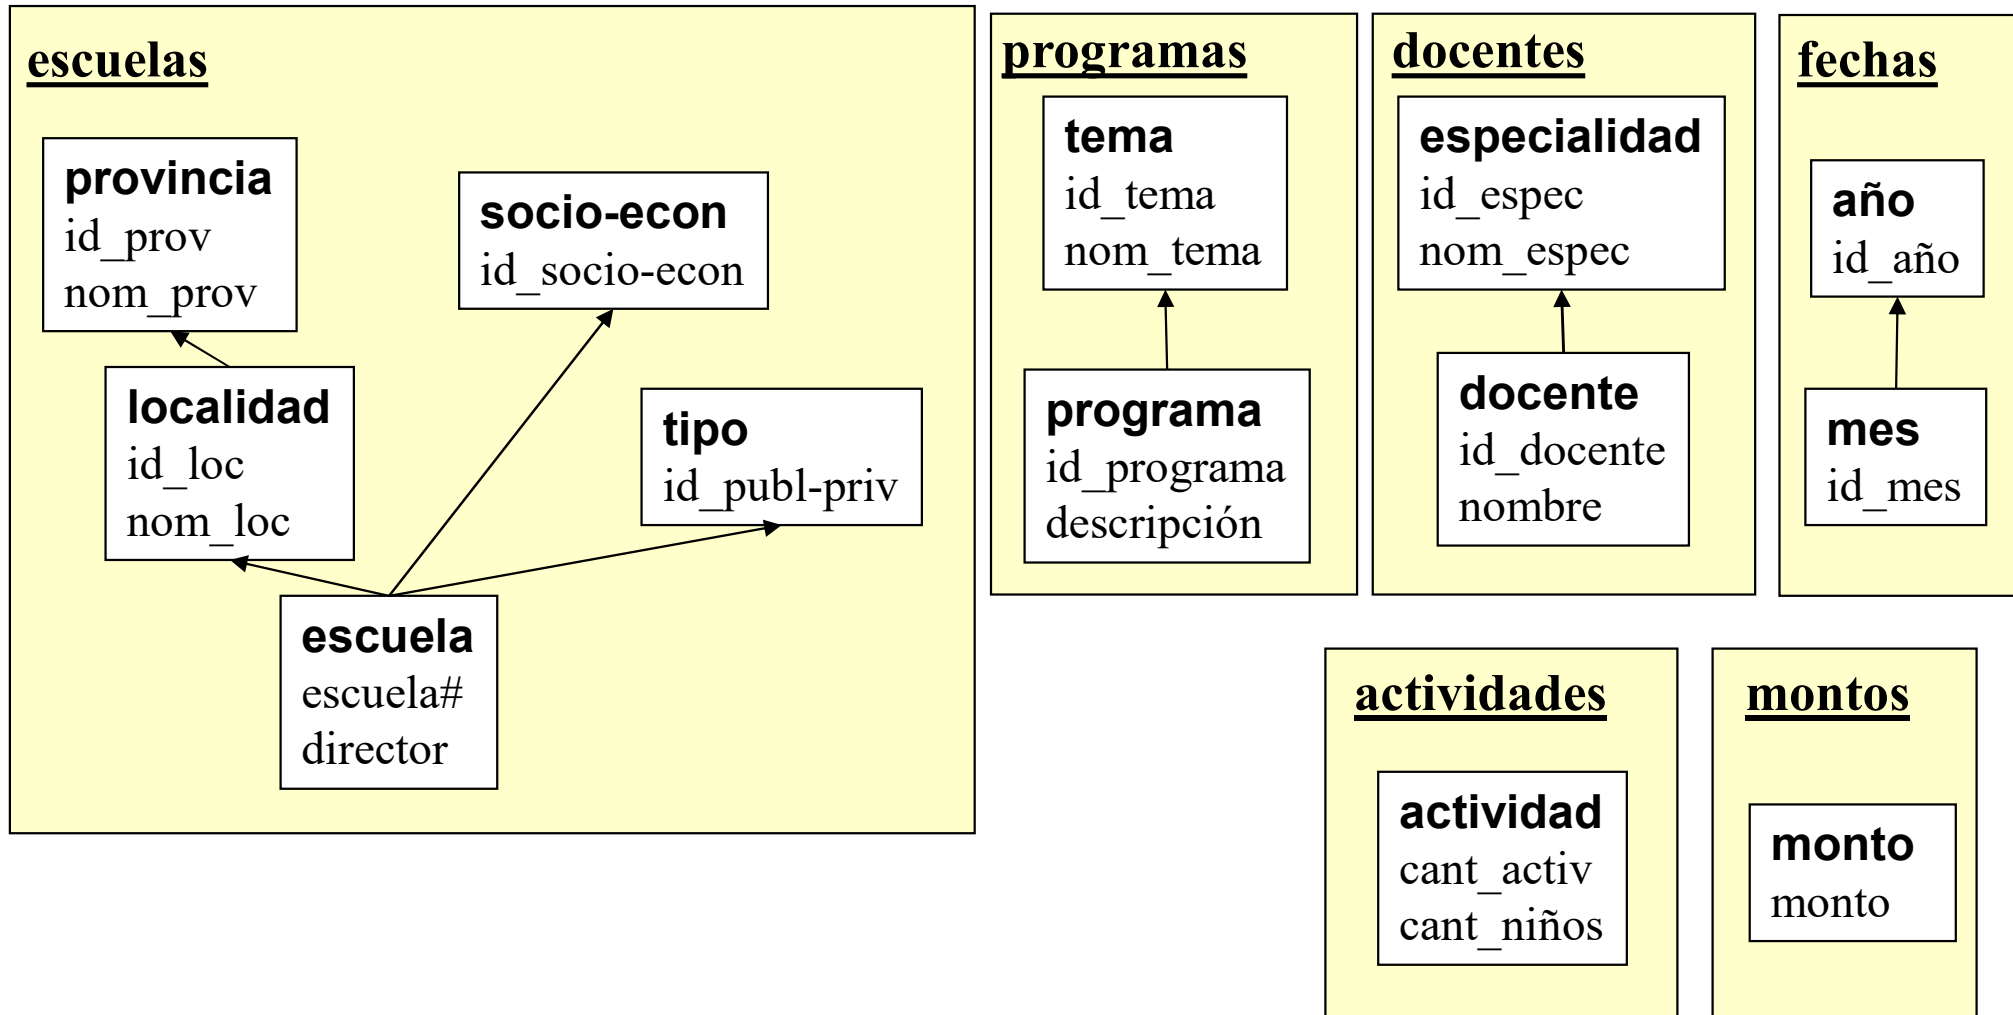 escuelas
provincia
id_prov
nom_prov
socio-econ
id_socio-econ
localidad
id_loc
nom_loc
tipo
id_publ-priv
escuela
escuela#
director
programas
tema
id_tema
nom_tema
programa
id_programa
descripción
docentes
especialidad
id_espec
nom_espec
docente
id_docente
nombre
fechas
año
id_año
mes
id_mes
actividades
actividad
cant_activ
cant_niños
montos
monto
monto